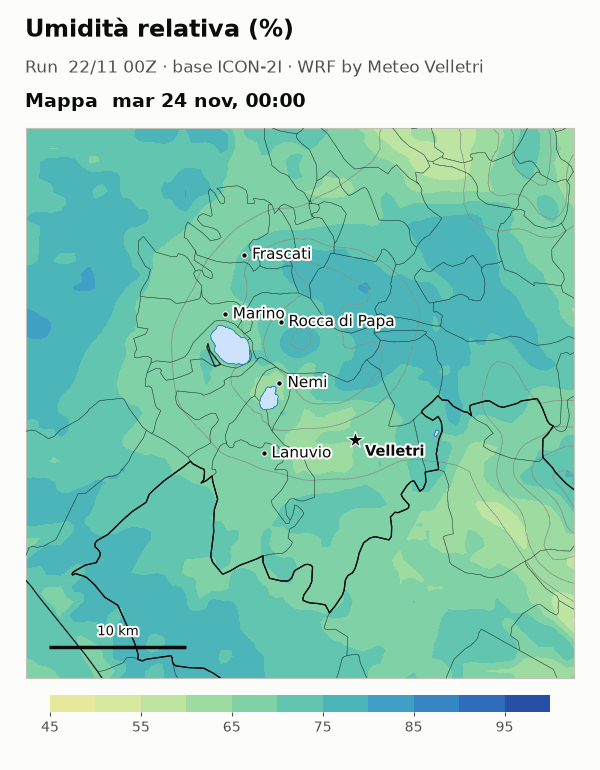 Umidità relativa (%)
Run  22/11 00Z · base ICON-2I · WRF by Meteo Velletri
Mappa  mar 24 nov, 00:00
Frascati
Marino
Rocca di Papa
Nemi
Velletri
Lanuvio
10 km
45 55 65 75 85 95